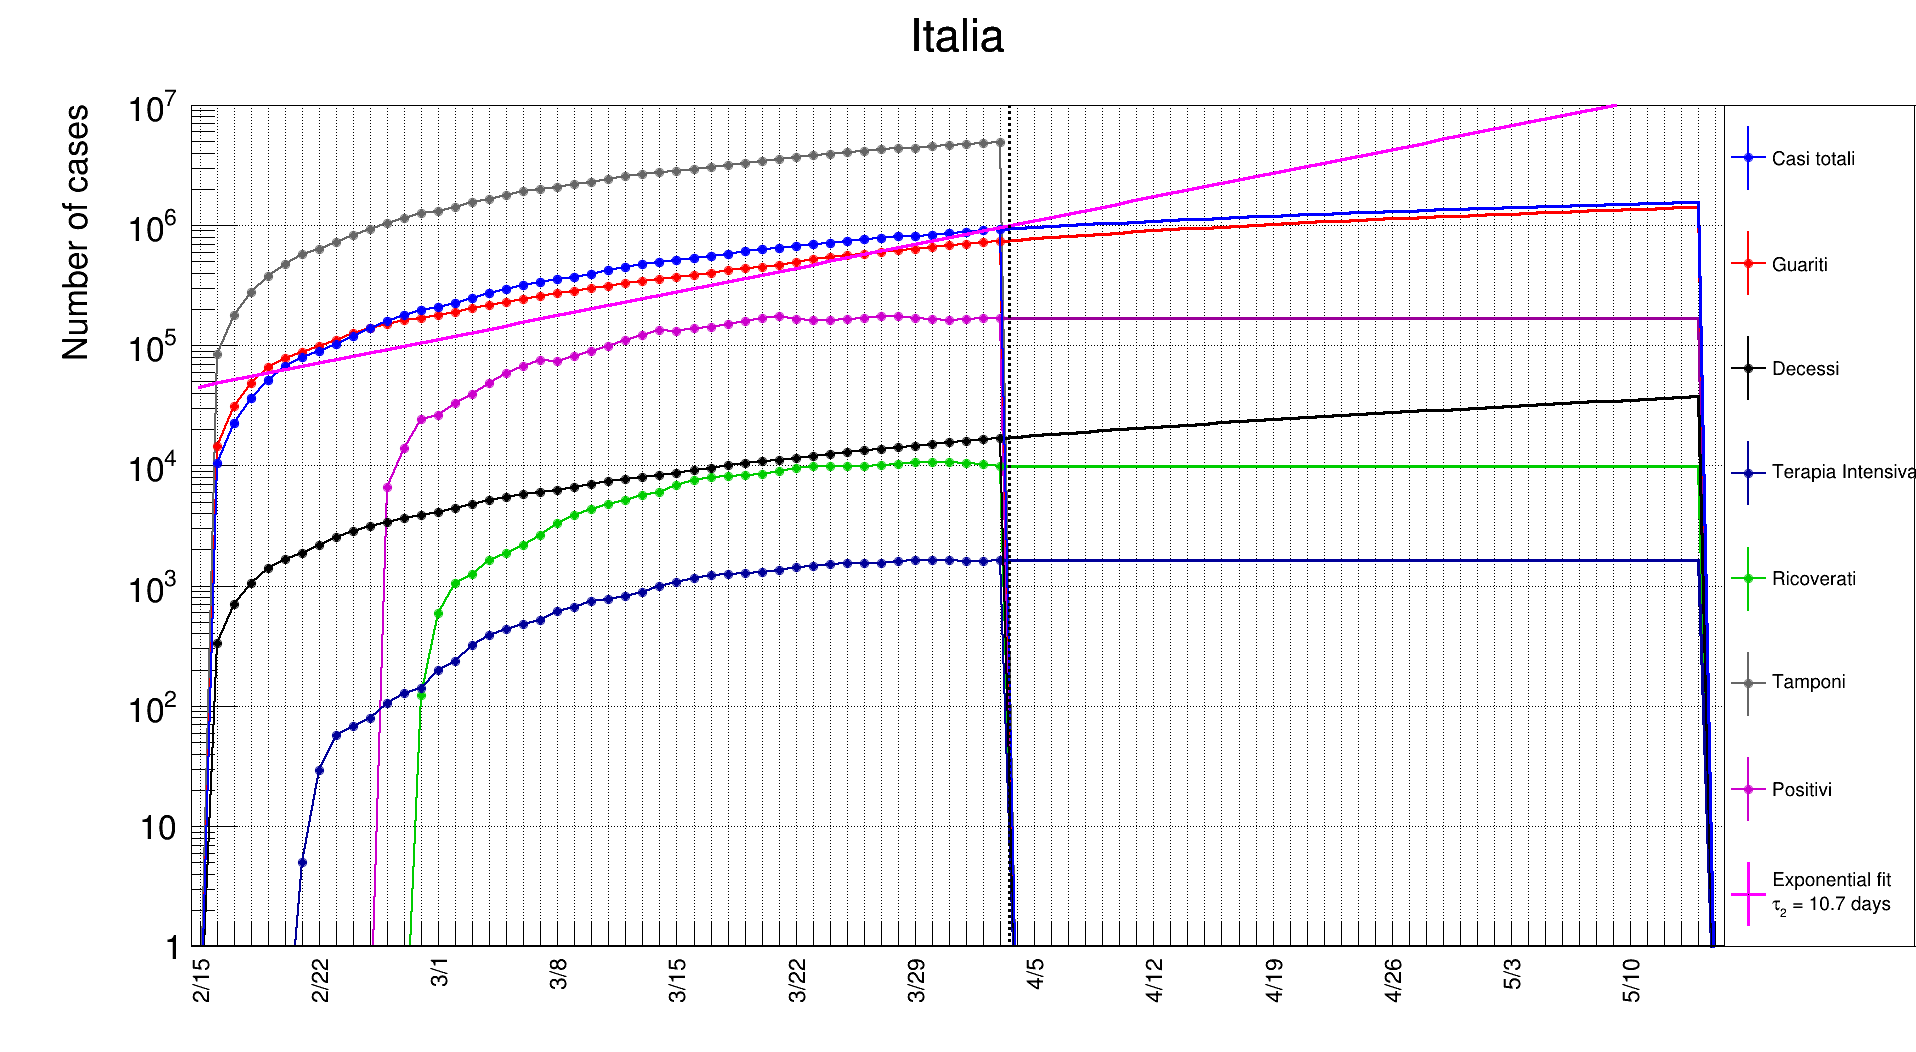 Italia
Number of cases
10^7
10^6
10^5
10^4
10^3
10^2
10
1
2/15
2/22
3/1
3/8
3/15
3/22
3/29
4/5
4/12
4/19
4/26
5/3
5/10
Casi totali
Guariti
Decessi
Terapia Intensiva
Ricoverati
Tamponi
Positivi
Exponential fit
τ₂ = 10.7 days